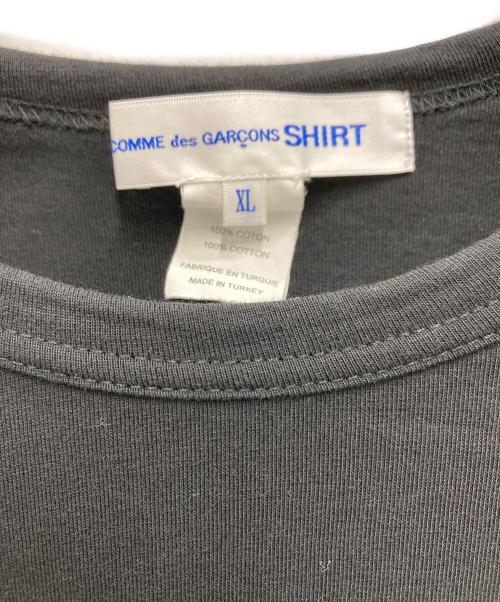 COMME des GARÇONS SHIRT
XL
100% COTON
100% COTTON
FABRIQUE EN TURQUIE
MADE IN TURKEY